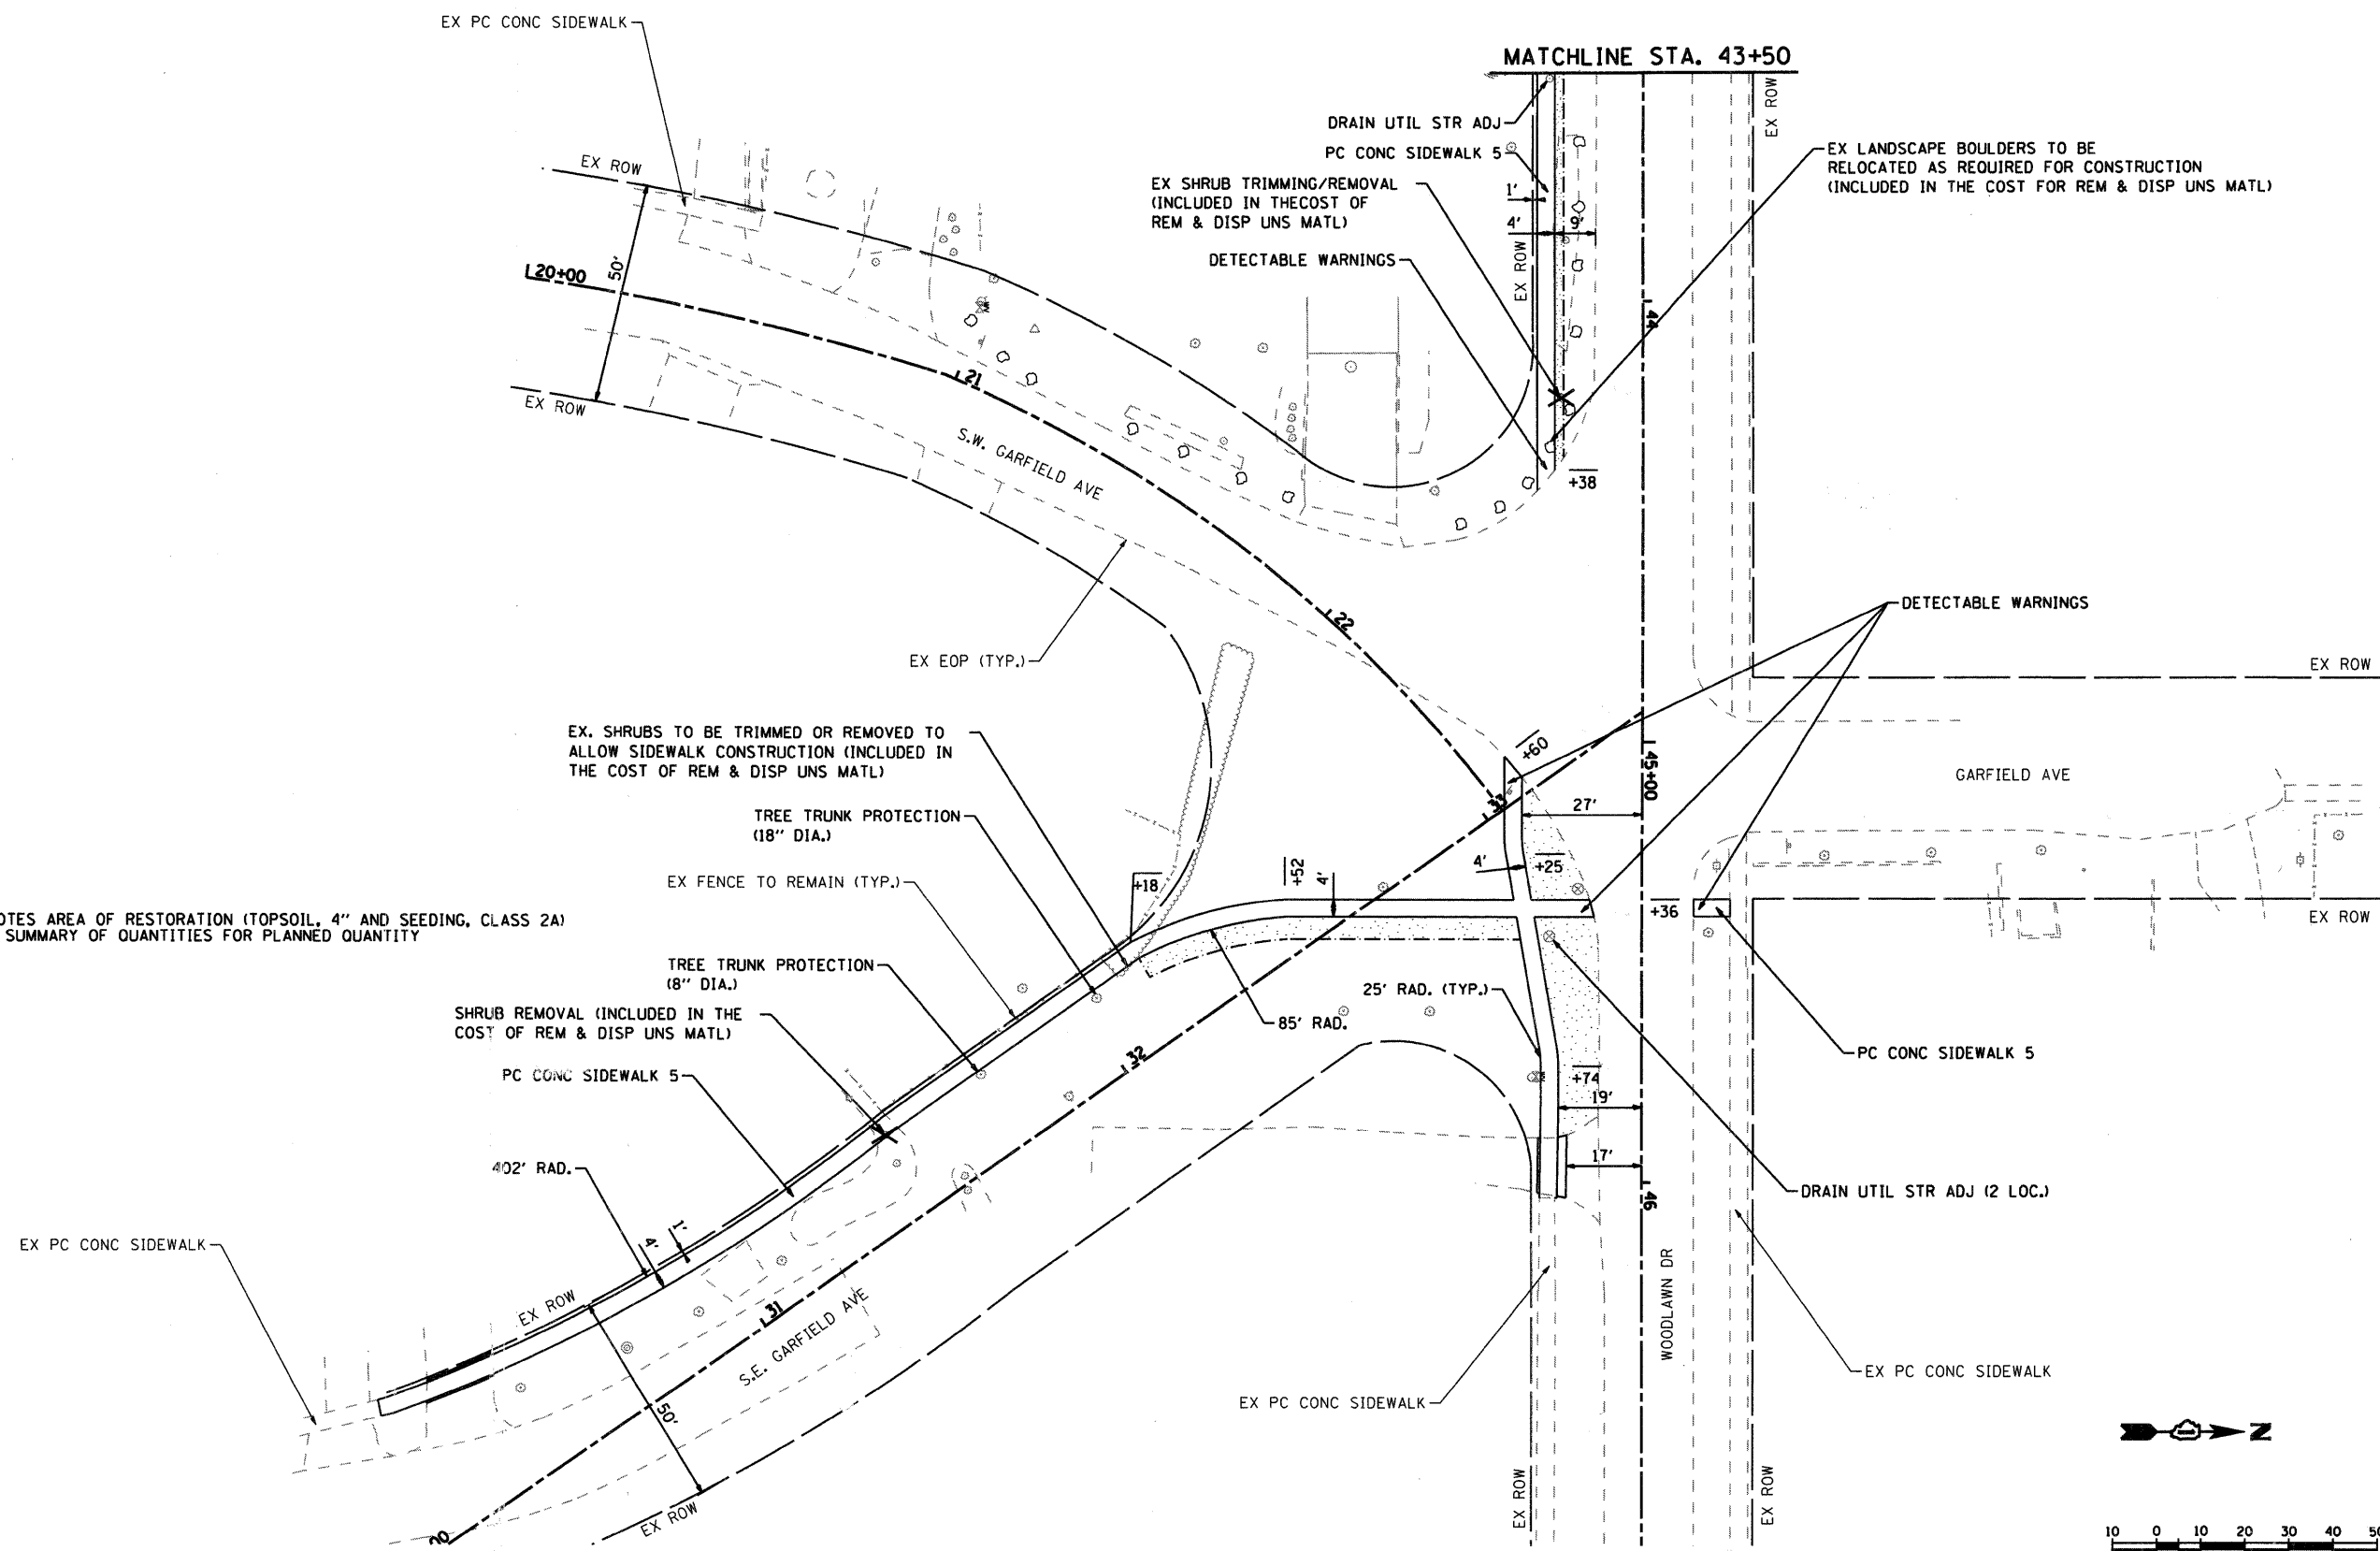 EX PC CONC SIDEWALK
MATCHLINE STA. 43+50
EX ROW
DRAIN UTIL STR ADJ
PC CONC SIDEWALK 5
EX SHRUB TRIMMING/REMOVAL
(INCLUDED IN THECOST OF
REM & DISP UNS MATL)
1'
4'
9'
EX ROW
DETECTABLE WARNINGS
EX LANDSCAPE BOULDERS TO BE
RELOCATED AS REQUIRED FOR CONSTRUCTION
(INCLUDED IN THE COST FOR REM & DISP UNS MATL)
EX ROW
20+00
50'
EX ROW
21
S.W. GARFIELD AVE
44
+38
22
EX EOP (TYP.)
DETECTABLE WARNINGS
EX ROW
EX. SHRUBS TO BE TRIMMED OR REMOVED TO
ALLOW SIDEWALK CONSTRUCTION (INCLUDED IN
THE COST OF REM & DISP UNS MATL)
+60
45+00
GARFIELD AVE
33
27'
TREE TRUNK PROTECTION
(18" DIA.)
4'
+25
EX FENCE TO REMAIN (TYP.)
+18
+52
4'
+36
EX ROW
OTES AREA OF RESTORATION (TOPSOIL, 4" AND SEEDING, CLASS 2A)
SUMMARY OF QUANTITIES FOR PLANNED QUANTITY
TREE TRUNK PROTECTION
(8" DIA.)
25' RAD. (TYP.)
85' RAD.
SHRUB REMOVAL (INCLUDED IN THE
COST OF REM & DISP UNS MATL)
32
PC CONC SIDEWALK 5
PC CONC SIDEWALK 5
+74
19'
402' RAD.
17'
46
DRAIN UTIL STR ADJ (2 LOC.)
EX PC CONC SIDEWALK
4'
1'
EX ROW
31
S.E. GARFIELD AVE
WOODLAWN DR
50'
EX PC CONC SIDEWALK
EX PC CONC SIDEWALK
N
EX ROW
EX ROW
EX ROW
00
10 0 10 20 30 40 50